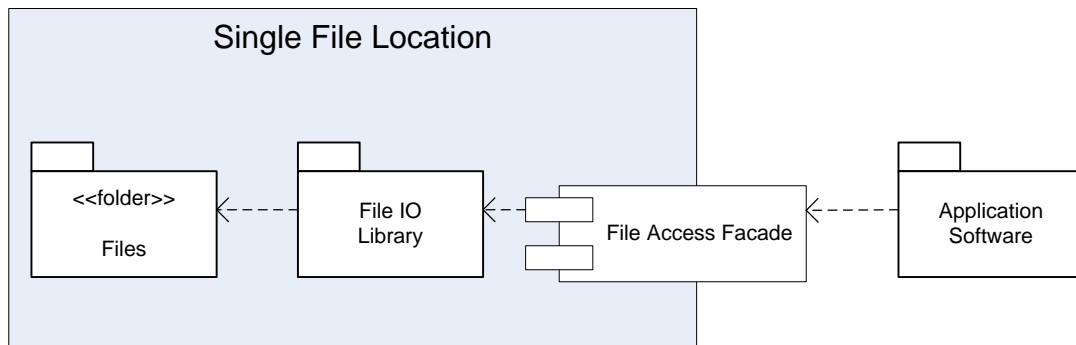 Single File Location
<<folder>>
Files
File IO
Library
File Access Facade
Application
Software